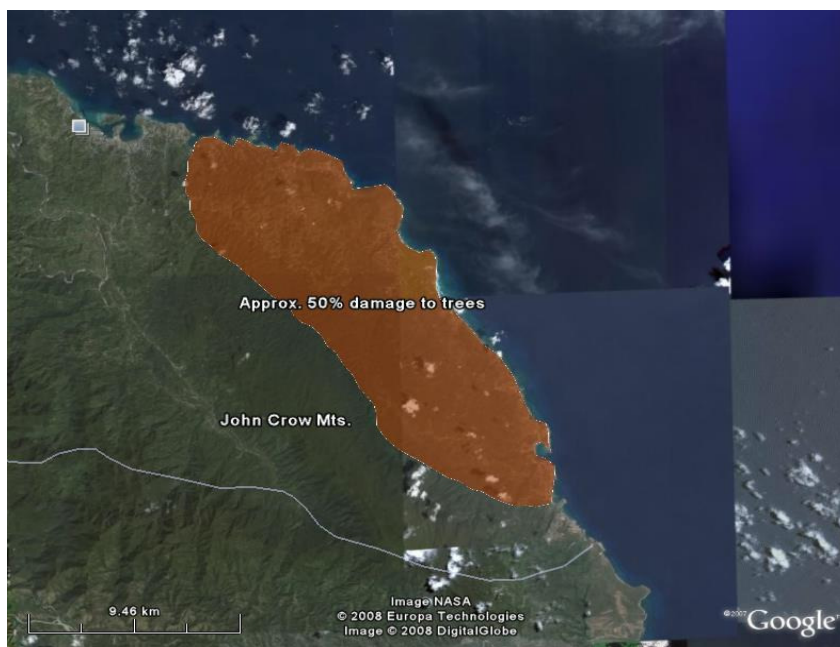 Approx. 50% damage to trees
John Crow Mts.
9.46 km
Image NASA
© 2008 Europa Technologies
Image © 2008 DigitalGlobe
©2007 Google™